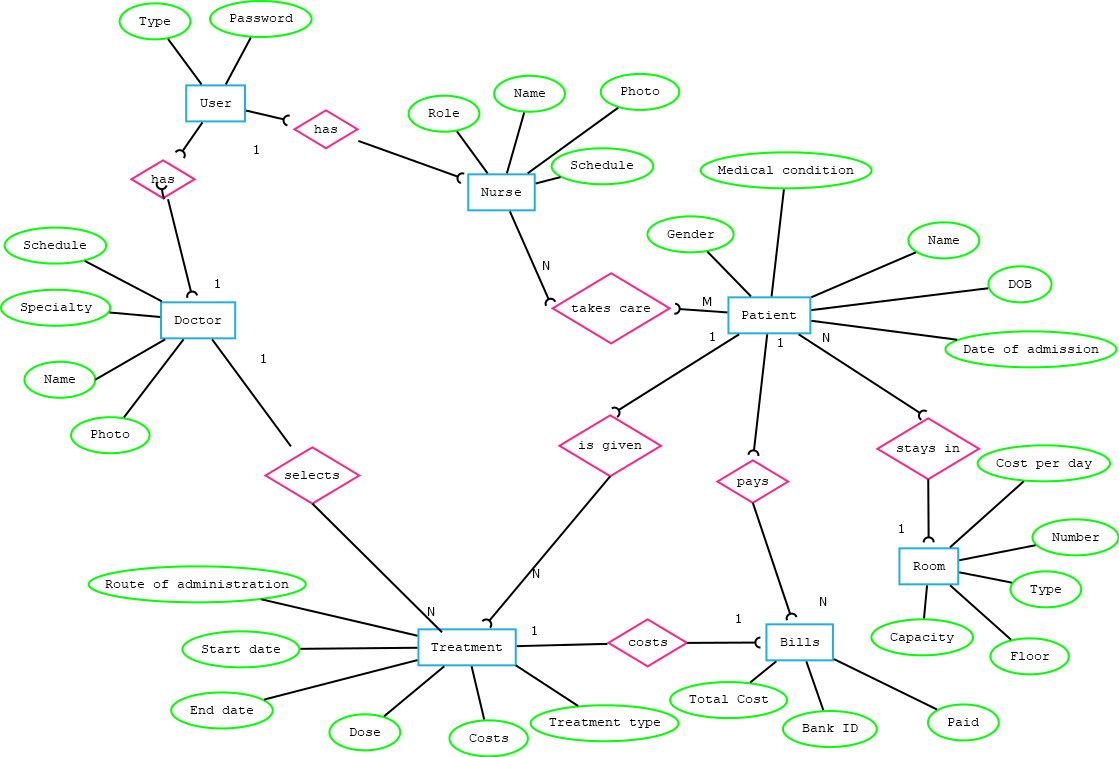 Type
Password
User
has
1
has
Role
Name
Photo
Schedule
Nurse
Medical condition
Gender
Name
DOB
Date of admission
Patient
N
takes care
M
Schedule
Specialty
Name
Photo
Doctor
1
1
1
1
N
selects
is given
pays
stays in
Cost per day
Number
Type
Floor
Capacity
Room
1
N
N
N
Route of administration
Start date
End date
Dose
Costs
Treatment type
Treatment
1
costs
1
Bills
Total Cost
Bank ID
Paid